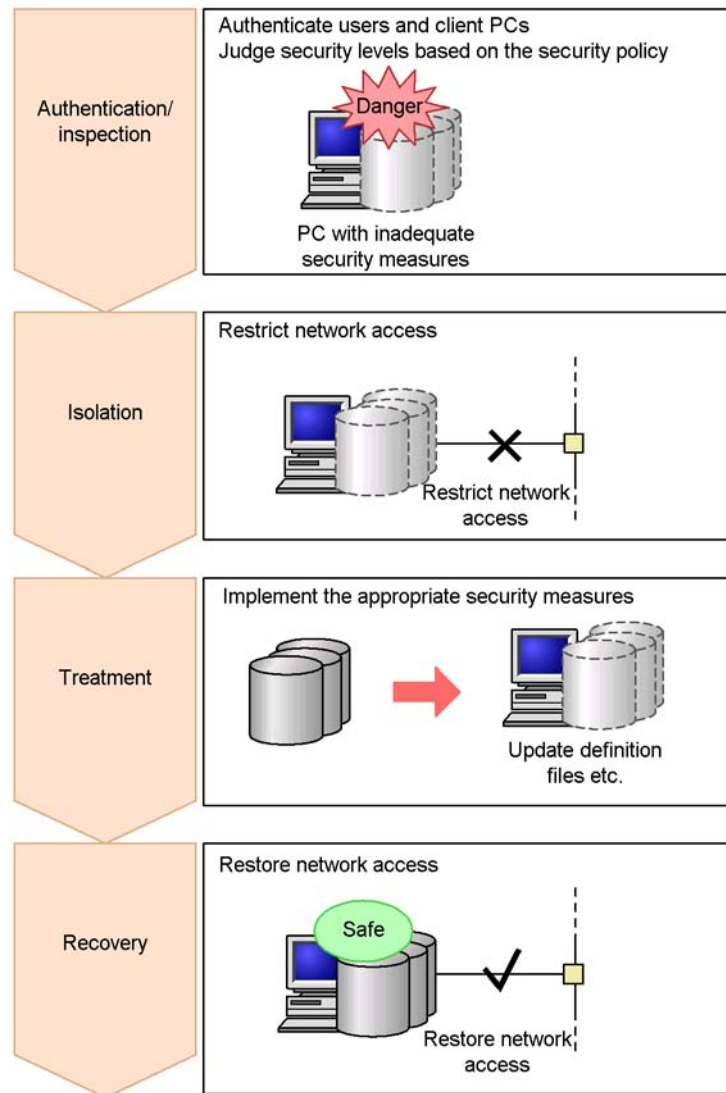 Authentication/
inspection
Authenticate users and client PCs
Judge security levels based on the security policy
Danger
PC with inadequate
security measures
Isolation
Restrict network access
Restrict network
access
Treatment
Implement the appropriate security measures
Update definition
files etc.
Recovery
Restore network access
Safe
Restore network
access